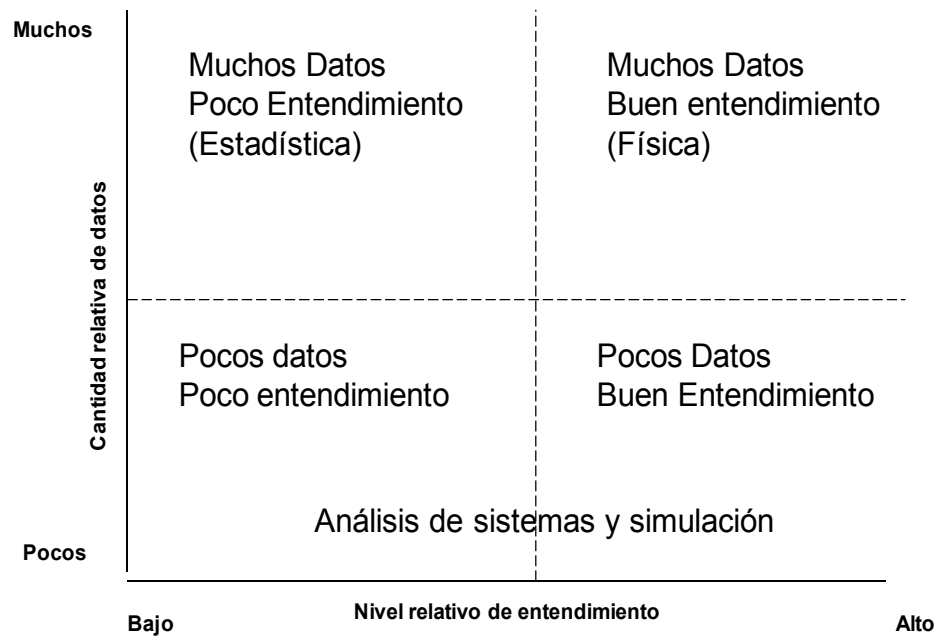 Muchos
Muchos Datos
Poco Entendimiento
(Estadística)
Muchos Datos
Buen entendimiento
(Física)
Cantidad relativa de datos
Pocos datos
Poco entendimiento
Pocos Datos
Buen Entendimiento
Análisis de sistemas y simulación
Pocos
Bajo
Nivel relativo de entendimiento
Alto